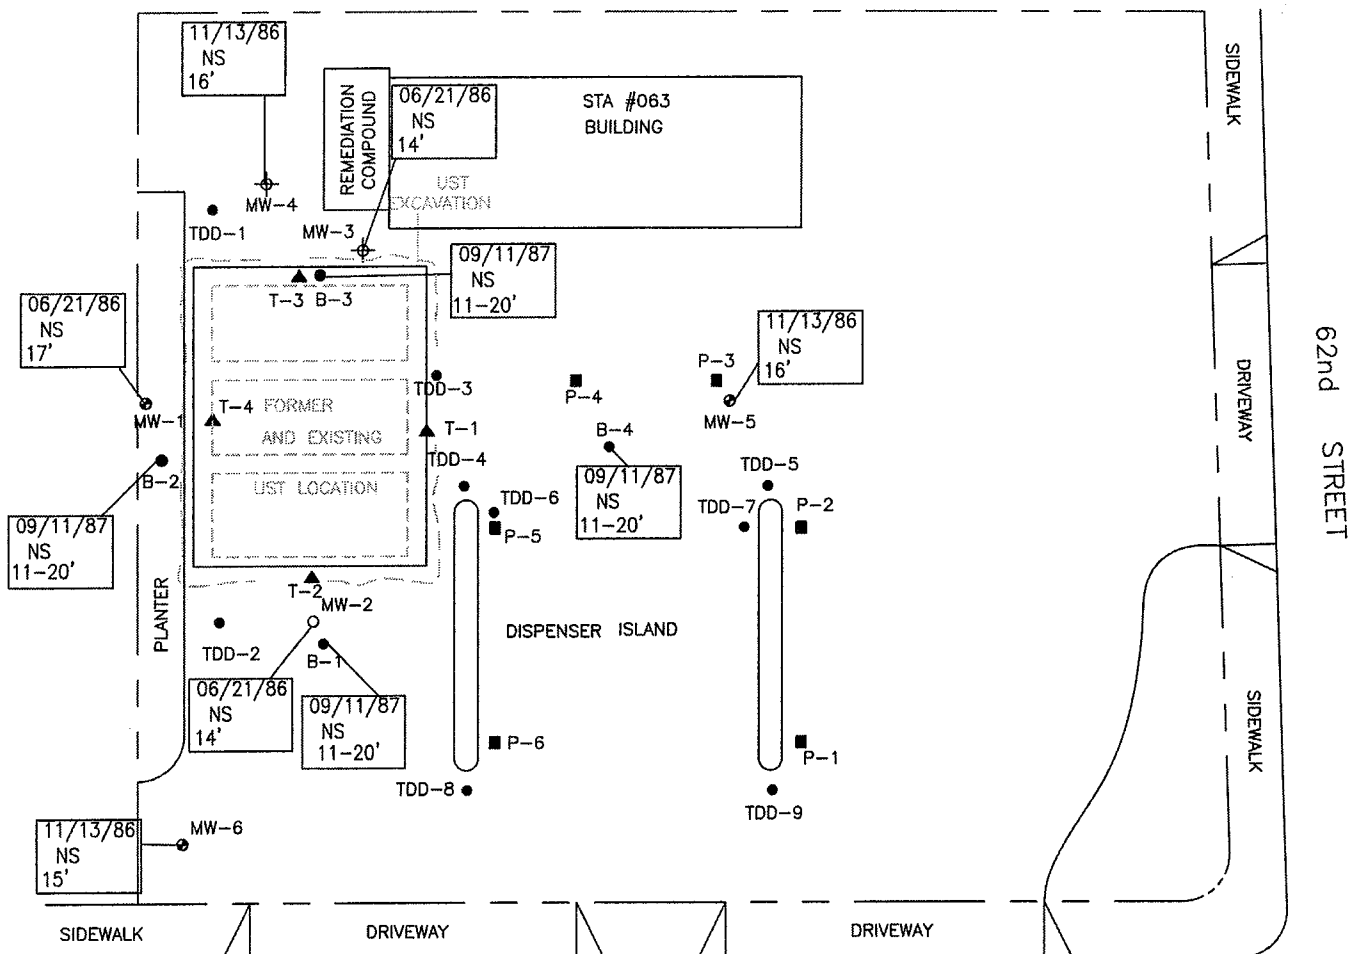 11/13/86
NS
16'
REMEDIATION
COMPOUND
06/21/86
NS
14'
STA #063
BUILDING
SIDEWALK
UST
EXCAVATION
MW-4
TDD-1
MW-3
09/11/87
NS
11-20'
T-3
B-3
06/21/86
NS
17'
11/13/86
NS
16'
P-3
62nd STREET
DRIVEWAY
TDD-3
P-4
MW-1
T-4
FORMER
AND EXISTING
UST LOCATION
T-1
B-4
MW-5
TDD-4
TDD-5
B-2
09/11/87
NS
11-20'
TDD-6
P-5
TDD-7
P-2
09/11/87
NS
11-20'
PLANTER
T-2
MW-2
TDD-2
B-1
DISPENSER ISLAND
06/21/86
NS
14'
09/11/87
NS
11-20'
SIDEWALK
P-6
P-1
TDD-8
TDD-9
11/13/86
NS
15'
MW-6
SIDEWALK
DRIVEWAY
DRIVEWAY